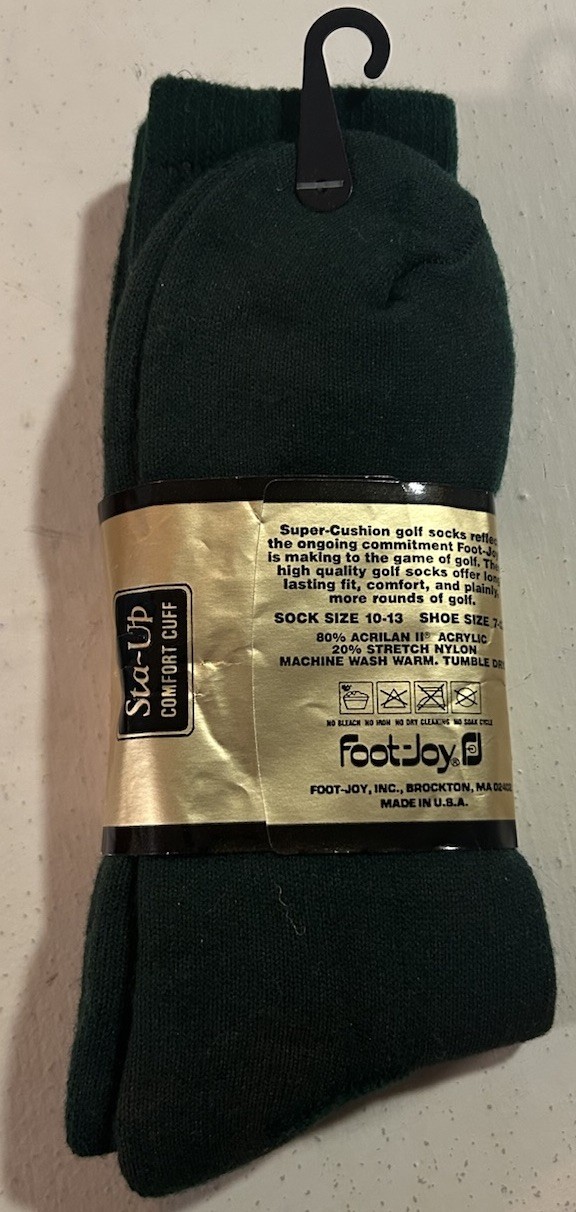 Sta-Up
COMFORT CUFF
Super-Cushion golf socks
the ongoing commitment
is making to the game of golf.
high quality golf socks offer
lasting fit, comfort, and plainly,
more rounds of golf.
SOCK SIZE 10-13 SHOE SIZE
80% ACRILAN II® ACRYLIC
20% STRETCH NYLON
MACHINE WASH WARM. TUMBLE
NO BLEACH NO IRON NO DRY CLEANING NO SOAK CYCLE
Foot-Joy® FJ
FOOT-JOY, INC., BROCKTON, MA
MADE IN U.S.A.